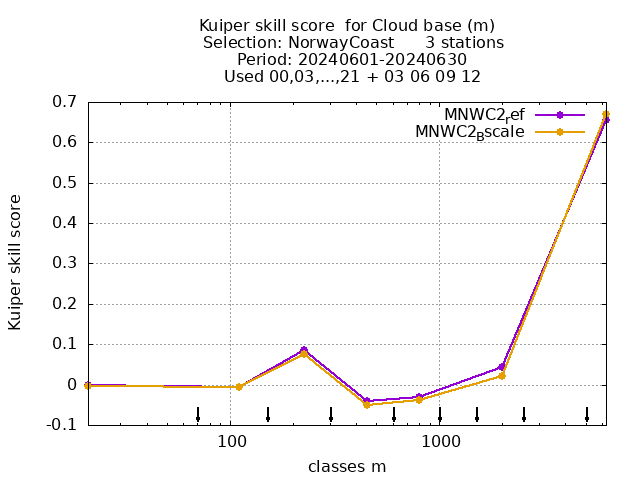 Kuiper skill score  for Cloud base (m)
Selection: NorwayCoast      3 stations
Period: 20240601-20240630
Used 00,03,...,21 + 03 06 09 12
MNWC2ref
MNWC2Bscale
0.7
0.6
0.5
0.4
0.3
0.2
0.1
0
-0.1
Kuiper skill score
100
1000
classes m